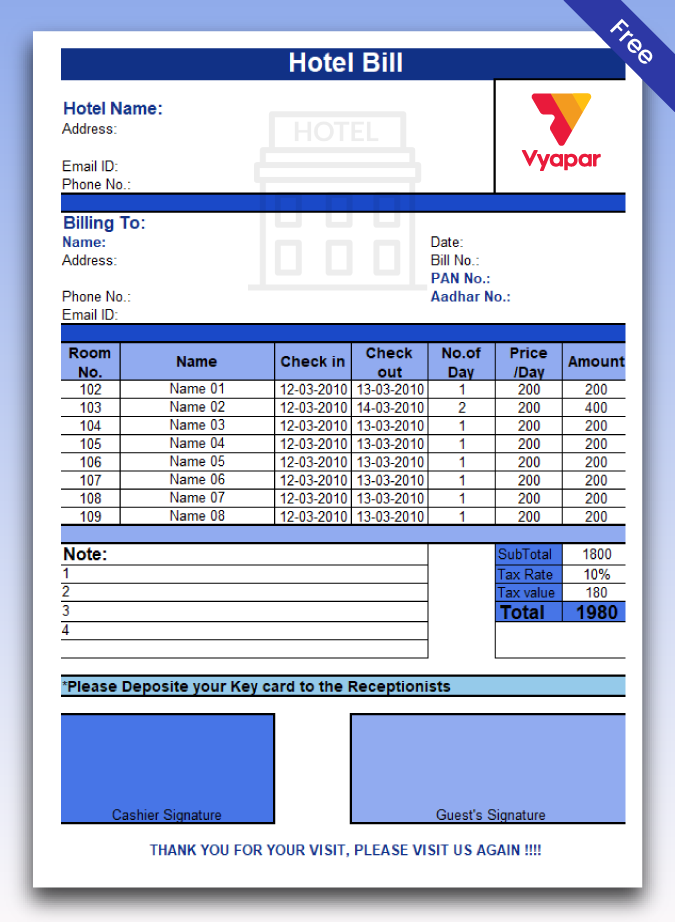 Free
Hotel Bill
Hotel Name:
Address:
HOTEL
Vyapar
Email ID:
Phone No.:
Billing To:
Name:
Date:
Address:
Bill No.:
PAN No.:
Phone No.:
Aadhar No.:
Email ID:
Room No. Name Check in Check out No.of Day Price /Day Amount
102 Name 01 12-03-2010 13-03-2010 1 200 200
103 Name 02 12-03-2010 14-03-2010 2 200 400
104 Name 03 12-03-2010 13-03-2010 1 200 200
105 Name 04 12-03-2010 13-03-2010 1 200 200
106 Name 05 12-03-2010 13-03-2010 1 200 200
107 Name 06 12-03-2010 13-03-2010 1 200 200
108 Name 07 12-03-2010 13-03-2010 1 200 200
109 Name 08 12-03-2010 13-03-2010 1 200 200
Note:
SubTotal 1800
1
Tax Rate 10%
2
Tax value 180
3
Total 1980
4
*Please Deposite your Key card to the Receptionists
Cashier Signature
Guest's Signature
THANK YOU FOR YOUR VISIT, PLEASE VISIT US AGAIN !!!!